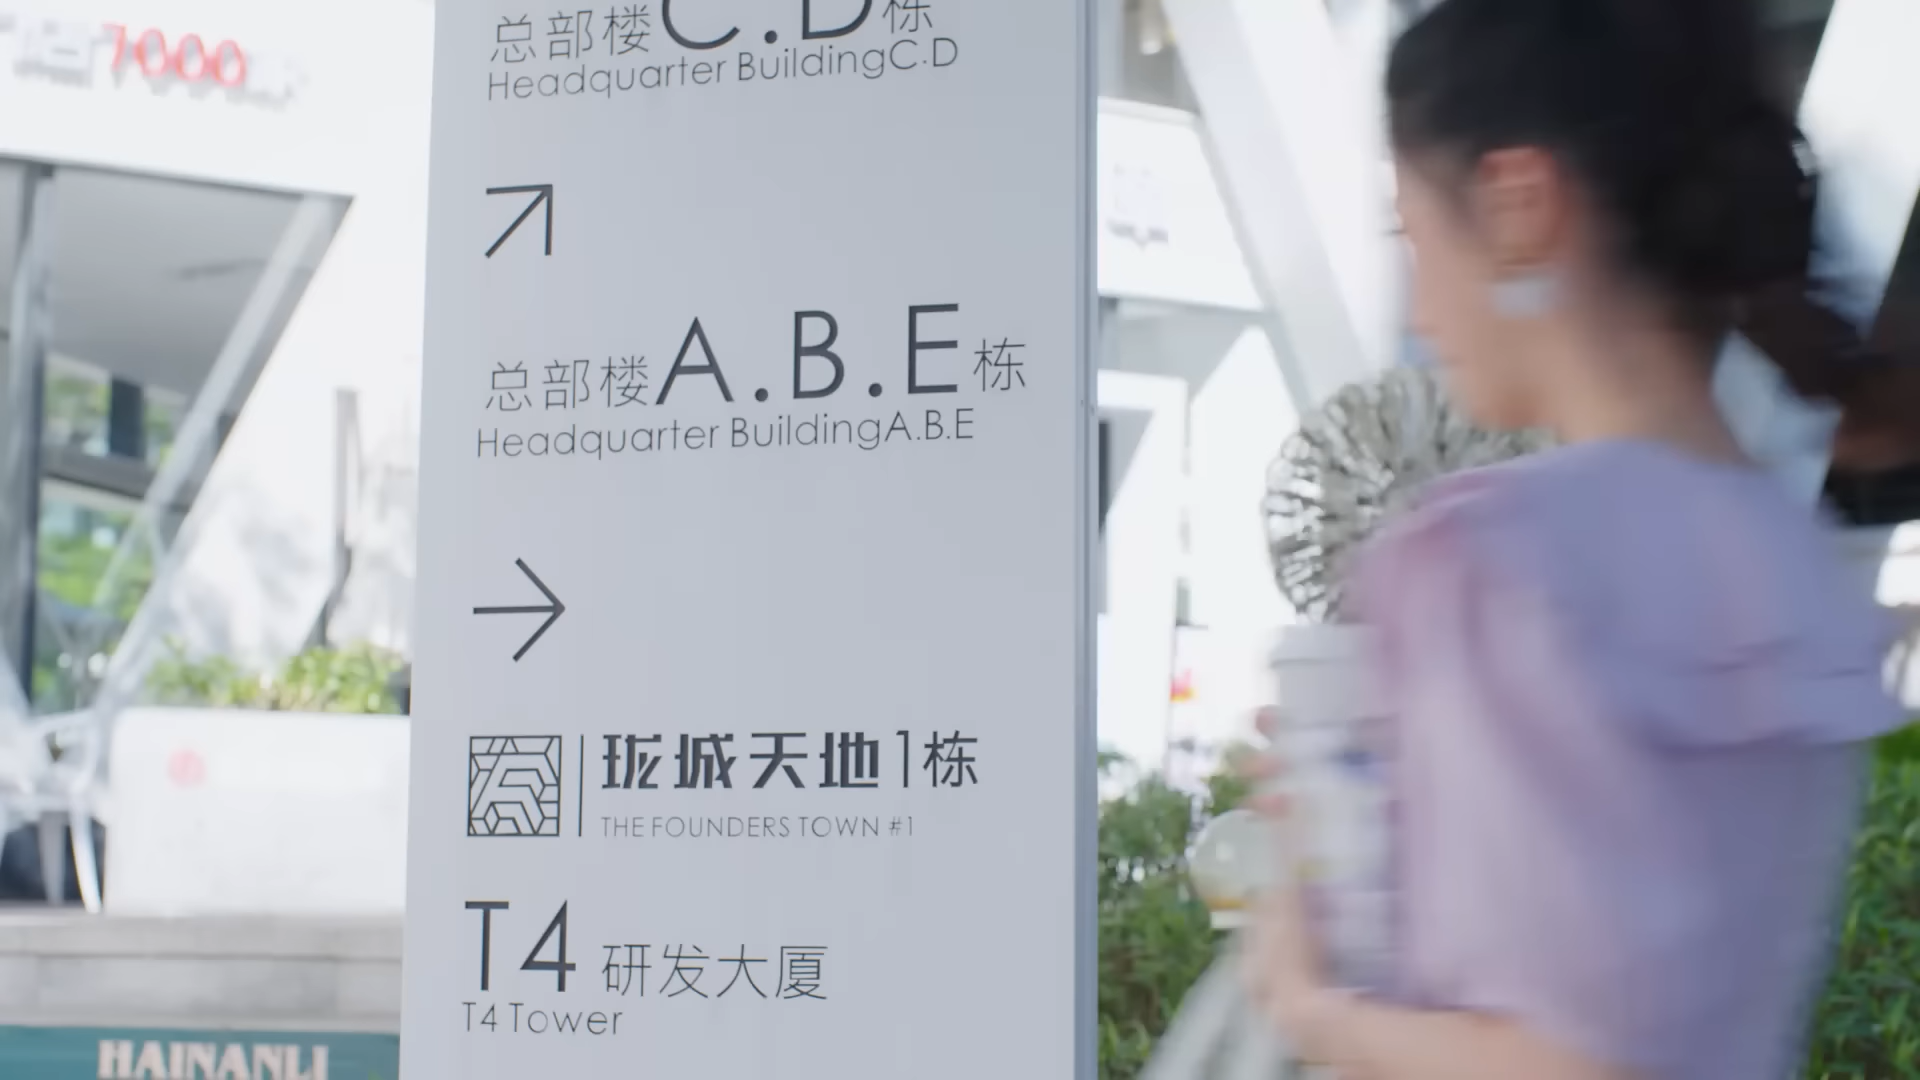 7000
总部楼C.D栋
Headquarter BuildingC.D
总部楼A.B.E栋
Headquarter BuildingA.B.E
珑城天地1栋
THE FOUNDERS TOWN #1
T4 研发大厦
T4 Tower
HAINANLI